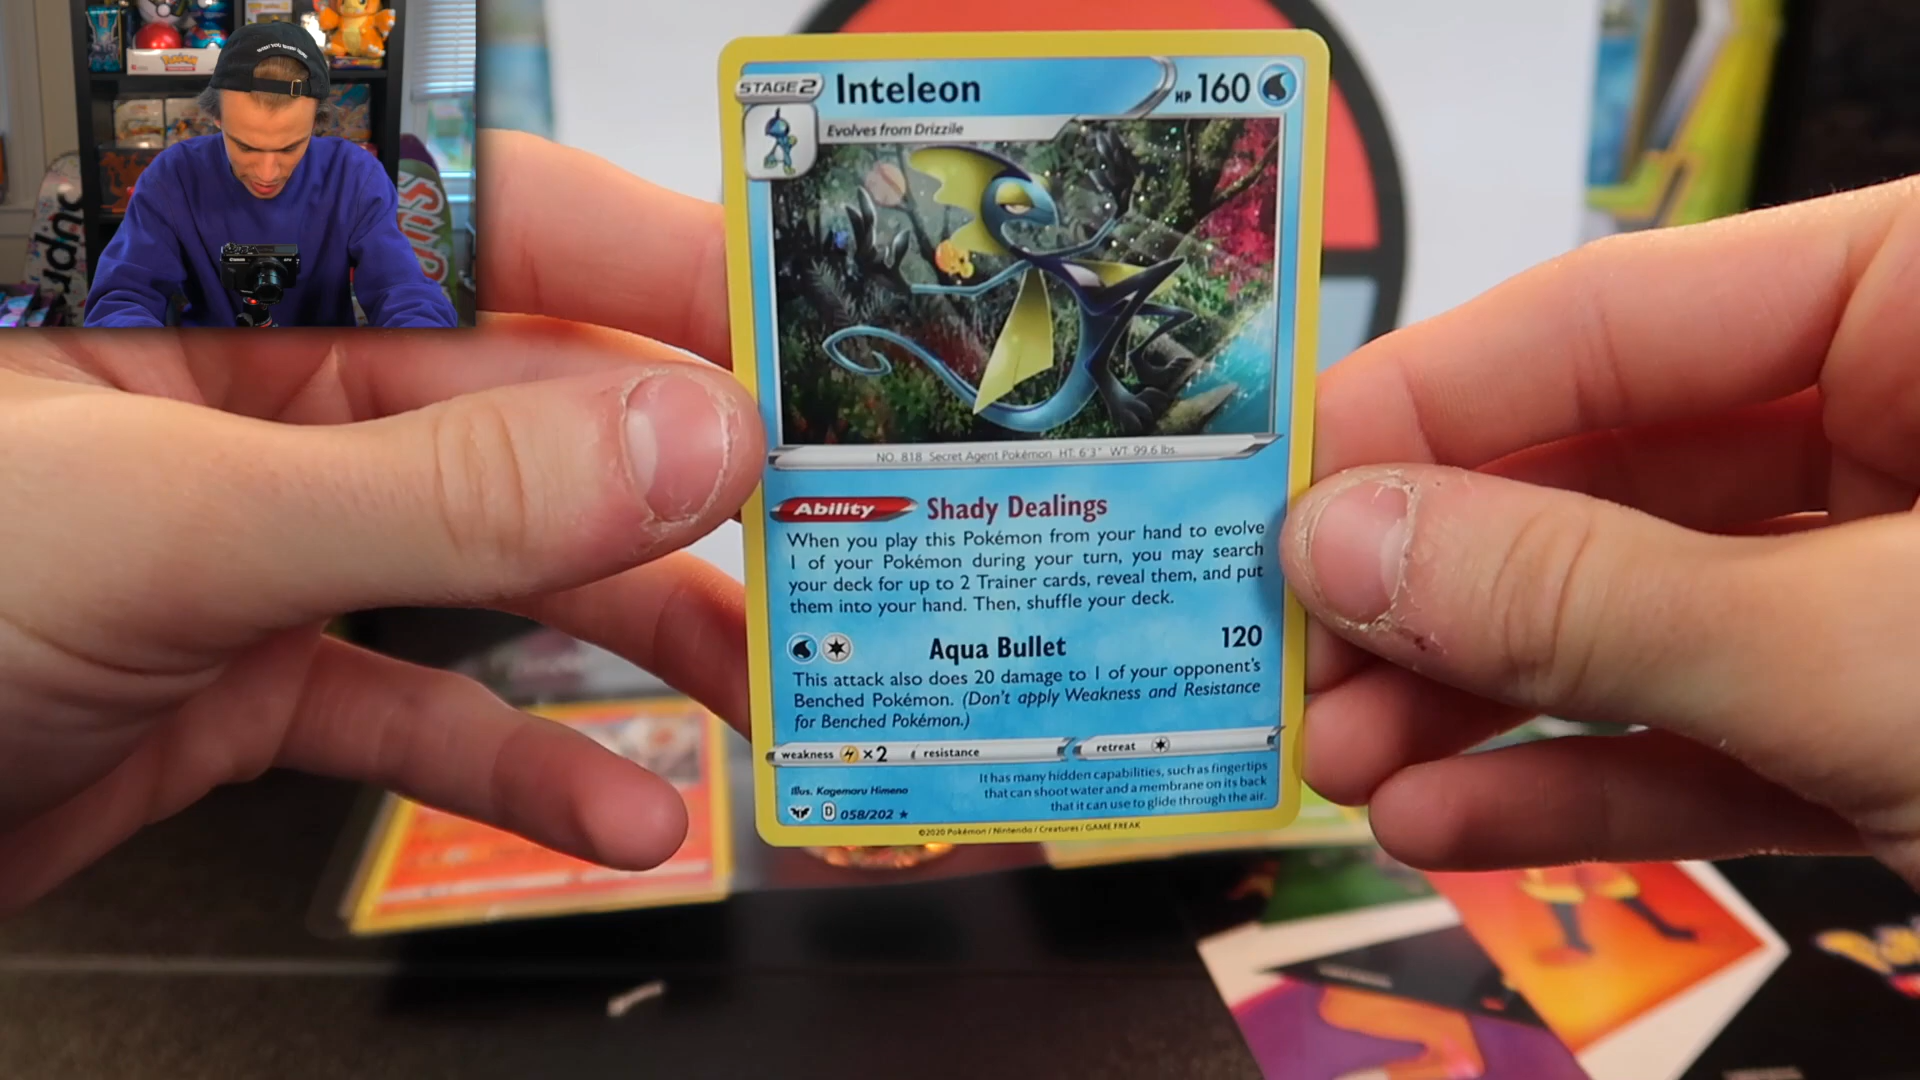 STAGE 2
Inteleon
HP 160
Evolves from Drizzile
NO. 818 Secret Agent Pokémon HT: 6'3" WT: 99.6 lbs.
Ability Shady Dealings
When you play this Pokémon from your hand to evolve
1 of your Pokémon during your turn, you may search
your deck for up to 2 Trainer cards, reveal them, and put
them into your hand. Then, shuffle your deck.
Aqua Bullet 120
This attack also does 20 damage to 1 of your opponent's
Benched Pokémon. (Don't apply Weakness and Resistance
for Benched Pokémon.)
weakness ×2 resistance retreat
It has many hidden capabilities, such as fingertips
that can shoot water and a membrane on its back
that it can use to glide through the air.
Illus. Kagemaru Himeno
D 058/202 ★
©2020 Pokémon / Nintendo / Creatures / GAME FREAK
Pokémon
Canon